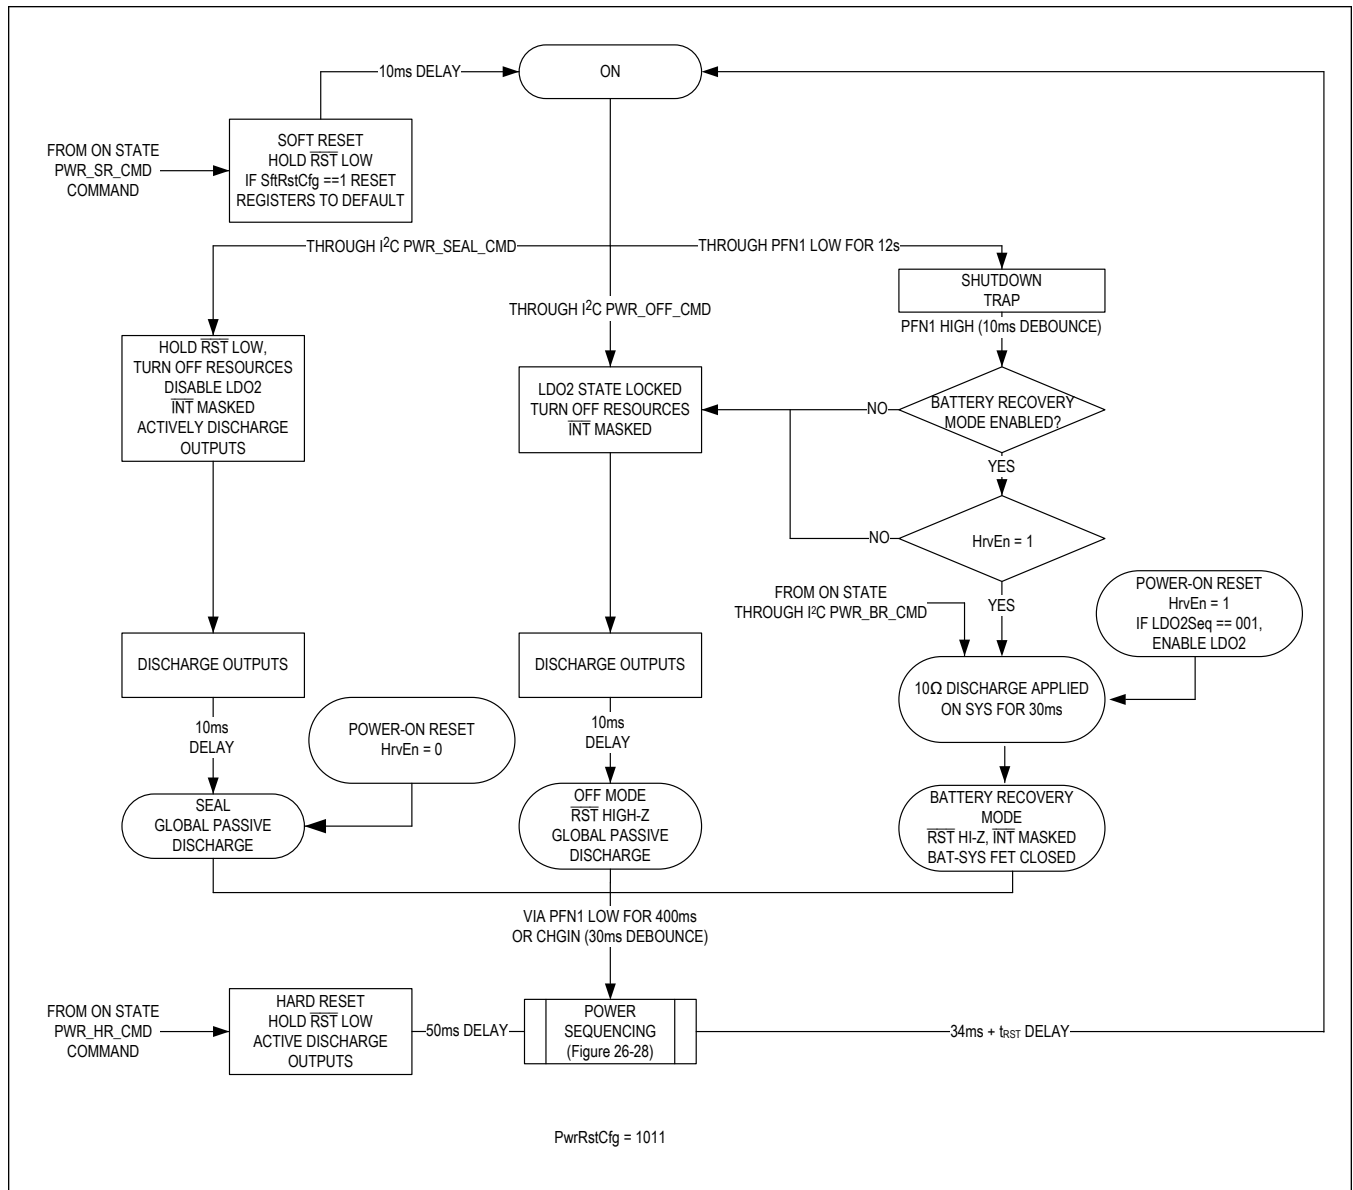 10ms DELAY
ON
FROM ON STATE
PWR_SR_CMD
COMMAND
SOFT RESET
HOLD RST LOW
IF SftRstCfg ==1 RESET
REGISTERS TO DEFAULT
THROUGH I²C PWR_SEAL_CMD
THROUGH PFN1 LOW FOR 12s
THROUGH I²C PWR_OFF_CMD
SHUTDOWN
TRAP
PFN1 HIGH (10ms DEBOUNCE)
HOLD RST LOW,
TURN OFF RESOURCES
DISABLE LDO2
INT MASKED
ACTIVELY DISCHARGE
OUTPUTS
LDO2 STATE LOCKED
TURN OFF RESOURCES
INT MASKED
NO
BATTERY RECOVERY
MODE ENABLED?
YES
NO
HrvEn = 1
YES
FROM ON STATE
THROUGH I²C PWR_BR_CMD
POWER-ON RESET
HrvEn = 1
IF LDO2Seq == 001,
ENABLE LDO2
DISCHARGE OUTPUTS
DISCHARGE OUTPUTS
10Ω DISCHARGE APPLIED
ON SYS FOR 30ms
10ms
DELAY
POWER-ON RESET
HrvEn = 0
10ms
DELAY
SEAL
GLOBAL PASSIVE
DISCHARGE
OFF MODE
RST HIGH-Z
GLOBAL PASSIVE
DISCHARGE
BATTERY RECOVERY
MODE
RST HI-Z, INT MASKED
BAT-SYS FET CLOSED
VIA PFN1 LOW FOR 400ms
OR CHGIN (30ms DEBOUNCE)
FROM ON STATE
PWR_HR_CMD
COMMAND
HARD RESET
HOLD RST LOW
ACTIVE DISCHARGE
OUTPUTS
50ms DELAY
POWER
SEQUENCING
(Figure 26-28)
34ms + tRST DELAY
PwrRstCfg = 1011